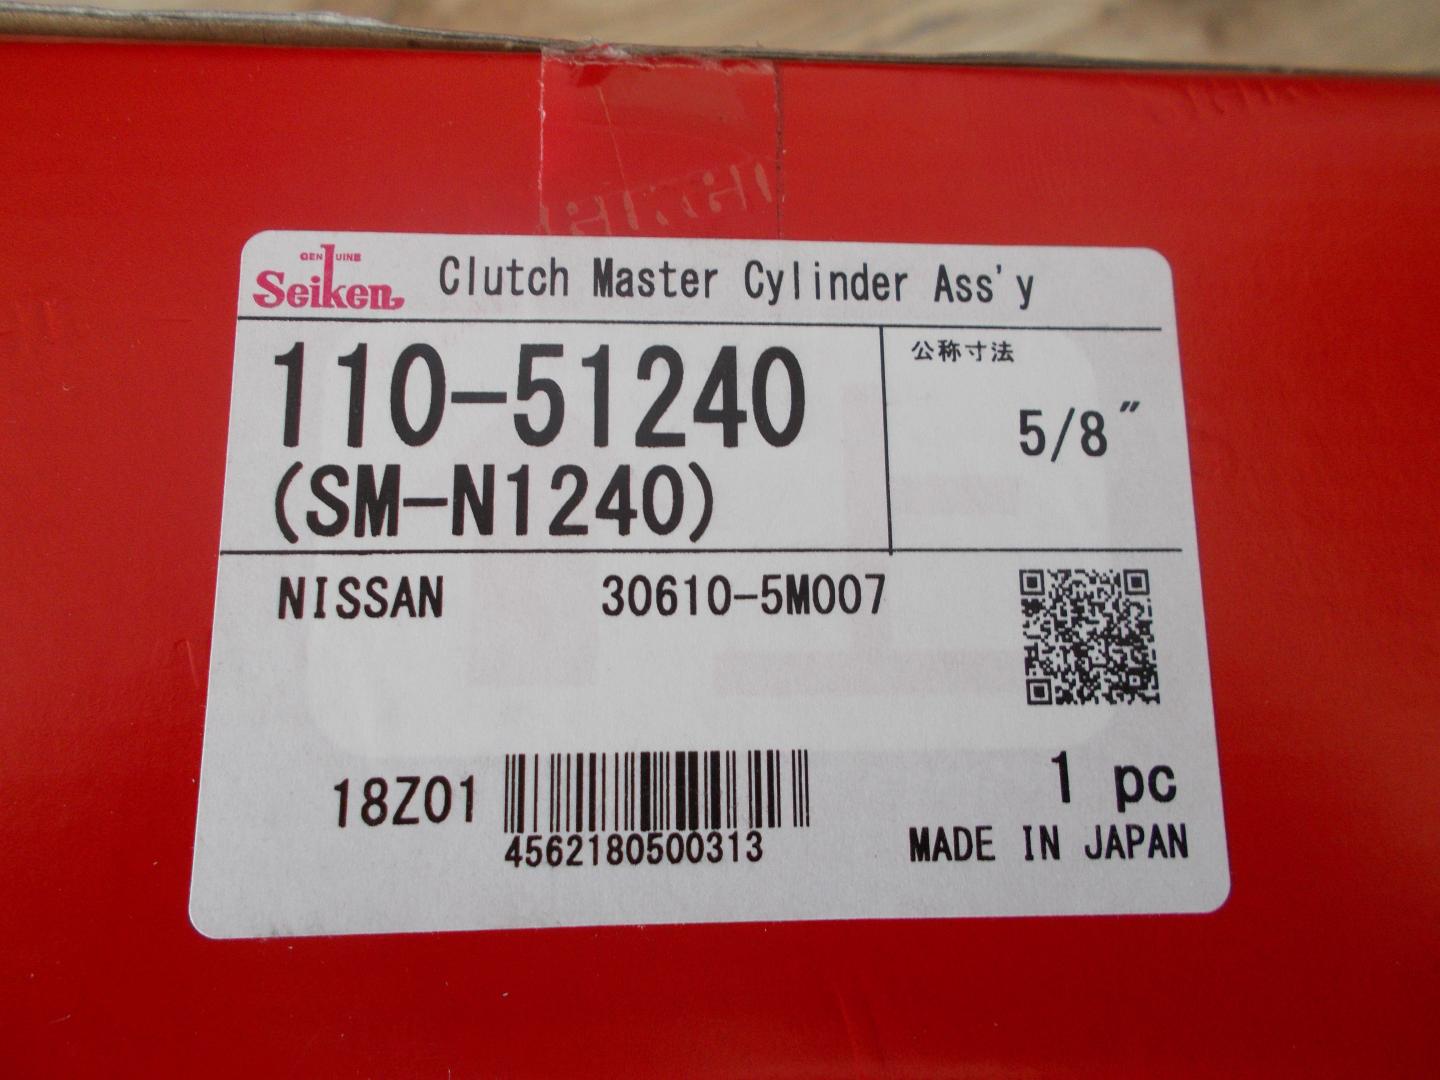 GENUINE
Seiken
Clutch Master Cylinder Ass'y
110-51240
(SM-N1240)
公称寸法
5/8″
NISSAN 30610-5M007
18Z01
4562180500313
1 pc
MADE IN JAPAN